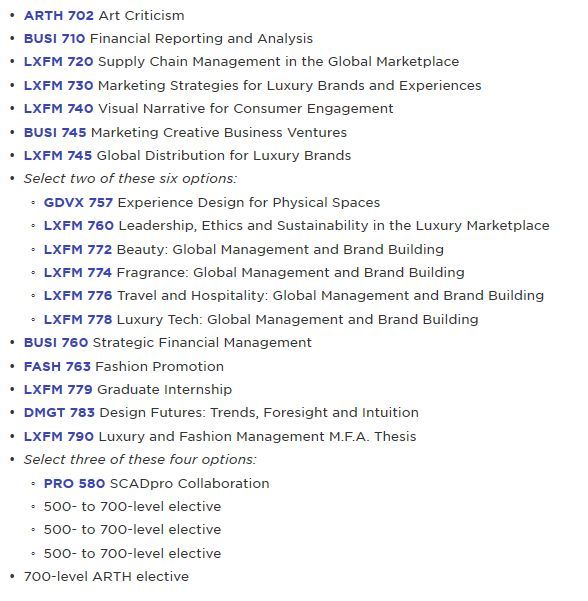 • ARTH 702 Art Criticism
• BUSI 710 Financial Reporting and Analysis
• LXFM 720 Supply Chain Management in the Global Marketplace
• LXFM 730 Marketing Strategies for Luxury Brands and Experiences
• LXFM 740 Visual Narrative for Consumer Engagement
• BUSI 745 Marketing Creative Business Ventures
• LXFM 745 Global Distribution for Luxury Brands
• Select two of these six options:
◦ GDVX 757 Experience Design for Physical Spaces
◦ LXFM 760 Leadership, Ethics and Sustainability in the Luxury Marketplace
◦ LXFM 772 Beauty: Global Management and Brand Building
◦ LXFM 774 Fragrance: Global Management and Brand Building
◦ LXFM 776 Travel and Hospitality: Global Management and Brand Building
◦ LXFM 778 Luxury Tech: Global Management and Brand Building
• BUSI 760 Strategic Financial Management
• FASH 763 Fashion Promotion
• LXFM 779 Graduate Internship
• DMGT 783 Design Futures: Trends, Foresight and Intuition
• LXFM 790 Luxury and Fashion Management M.F.A. Thesis
• Select three of these four options:
◦ PRO 580 SCADpro Collaboration
◦ 500- to 700-level elective
◦ 500- to 700-level elective
◦ 500- to 700-level elective
• 700-level ARTH elective